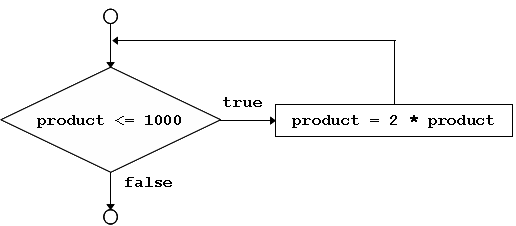 true
product <= 1000
product = 2 * product
false